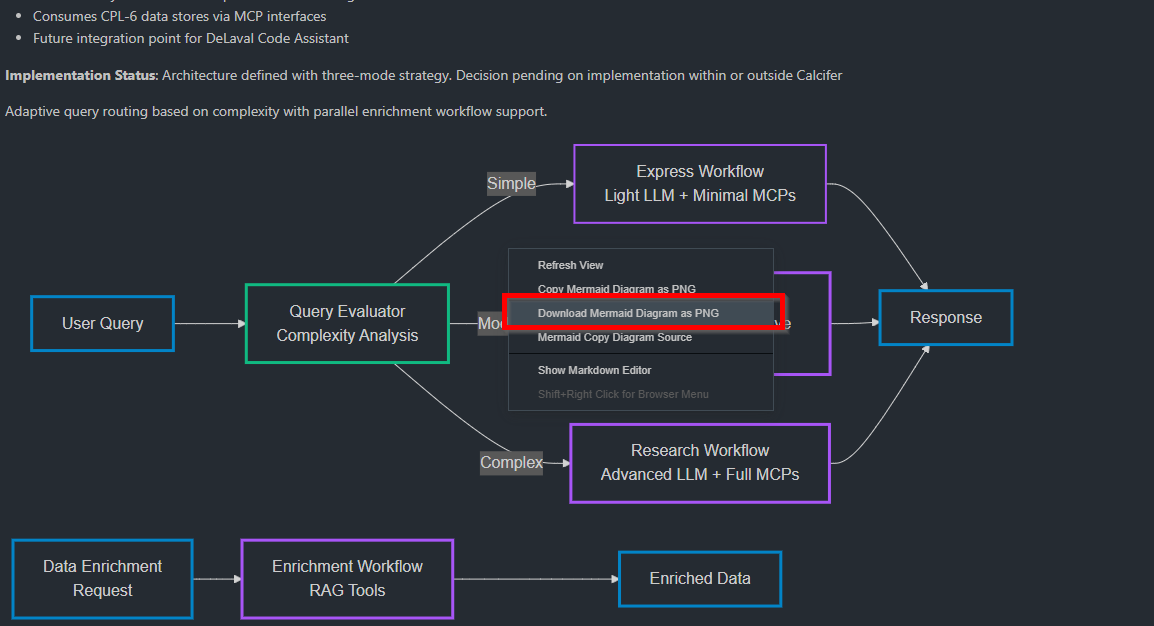 Consumes CPL-6 data stores via MCP interfaces
Future integration point for DeLaval Code Assistant
Implementation Status: Architecture defined with three-mode strategy. Decision pending on implementation within or outside Calcifer
Adaptive query routing based on complexity with parallel enrichment workflow support.
Simple
Express Workflow
Light LLM + Minimal MCPs
User Query
Query Evaluator
Complexity Analysis
Refresh View
Copy Mermaid Diagram as PNG
Download Mermaid Diagram as PNG
Mermaid Copy Diagram Source
Show Markdown Editor
Shift+Right Click for Browser Menu
Response
Complex
Research Workflow
Advanced LLM + Full MCPs
Data Enrichment
Request
Enrichment Workflow
RAG Tools
Enriched Data